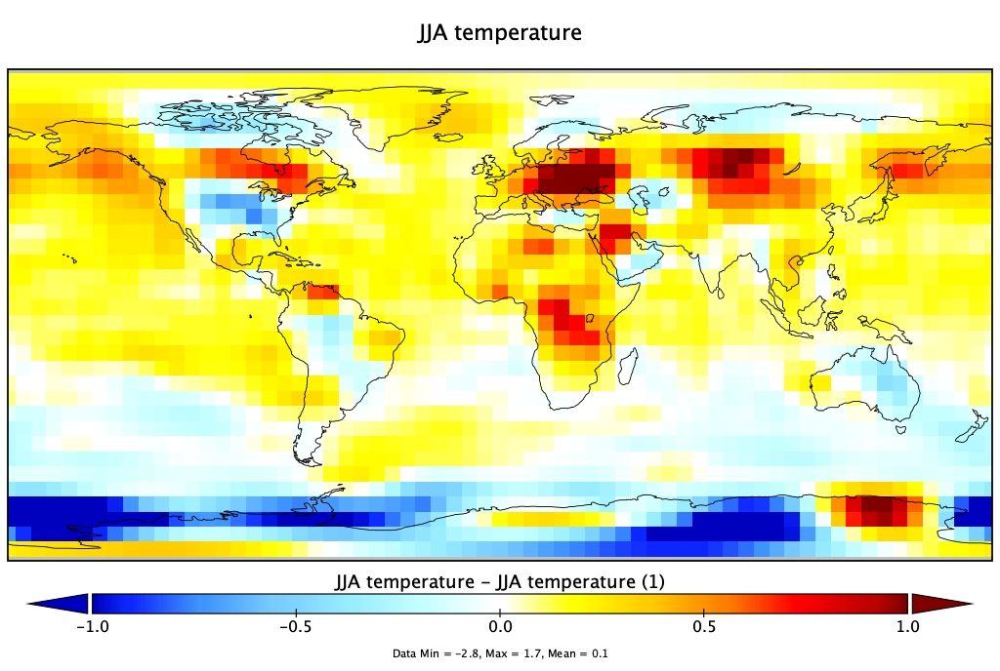 JJA temperature
JJA temperature – JJA temperature (1)
−1.0 −0.5 0.0 0.5 1.0
Data Min = −2.8, Max = 1.7, Mean = 0.1